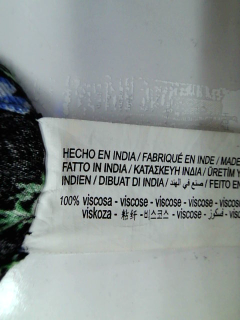 HECHO EN INDIA / FABRIQUÉ EN INDE / MADE
FATTO IN INDIA / ΚΑΤΑΣΚΕΥΗ ΙΝΔΙΑ / ÜRETİM Y
INDIEN / DIBUAT DI INDIA / صنع في الهند / FEITO EN
100% viscosa - viscose - viscose - viscose
viskoza - 粘纤 - 비스코스 - viscose - فسكوز - viscose